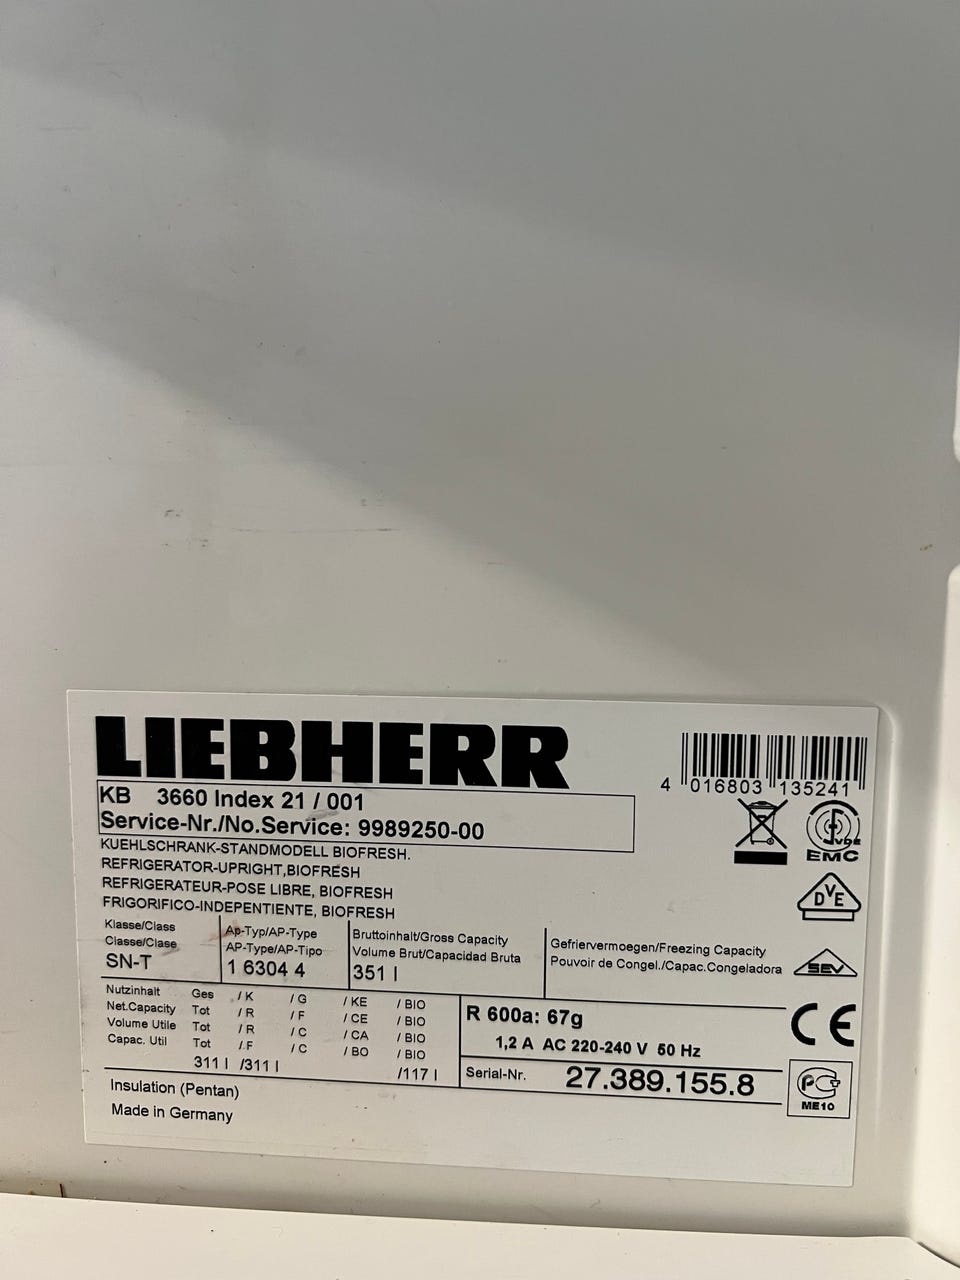 LIEBHERR
4 016803 135241
KB 3660 Index 21 / 001
Service-Nr./No.Service: 9989250-00
KUEHLSCHRANK-STANDMODELL BIOFRESH.
REFRIGERATOR-UPRIGHT,BIOFRESH
REFRIGERATEUR-POSE LIBRE, BIOFRESH
FRIGORIFICO-INDEPENTIENTE, BIOFRESH
VDE
EMC
DVE
SEV
Klasse/Class
Classe/Clase
SN-T
Ap-Typ/AP-Type
AP-Type/AP-Tipo
1 6304 4
Bruttoinhalt/Gross Capacity
Volume Brut/Capacidad Bruta
351 l
Gefriervermoegen/Freezing Capacity
Pouvoir de Congel./Capac.Congeladora
Nutzinhalt Ges / K / G / KE / BIO
Net.Capacity Tot / R / F / CE / BIO
Volume Utile Tot / R / C / CA / BIO
Capac. Util Tot / F / C / BO / BIO
311 l /311 l /117 l
R 600a: 67g
1,2 A AC 220-240 V 50 Hz
Serial-Nr. 27.389.155.8
CE
PCT
ME10
Insulation (Pentan)
Made in Germany